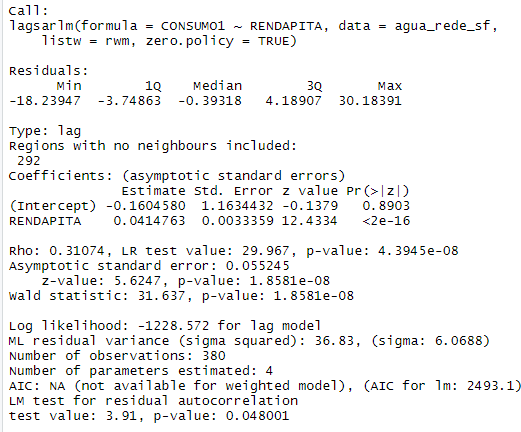 Call:
lagsarlm(formula = CONSUMO1 ~ RENDAPITA, data = agua_rede_sf,
    listw = rwm, zero.policy = TRUE)

Residuals:
      Min        1Q    Median        3Q       Max
-18.23947  -3.74863  -0.39318   4.18907  30.18391

Type: lag
Regions with no neighbours included:
 292
Coefficients: (asymptotic standard errors)
              Estimate Std. Error z value Pr(>|z|)
(Intercept) -0.1604580  1.1634432 -0.1379   0.8903
RENDAPITA    0.0414763  0.0033359 12.4334   <2e-16

Rho: 0.31074, LR test value: 29.967, p-value: 4.3945e-08
Asymptotic standard error: 0.055245
    z-value: 5.6247, p-value: 1.8581e-08
Wald statistic: 31.637, p-value: 1.8581e-08

Log likelihood: -1228.572 for lag model
ML residual variance (sigma squared): 36.83, (sigma: 6.0688)
Number of observations: 380
Number of parameters estimated: 4
AIC: NA (not available for weighted model), (AIC for lm: 2493.1)
LM test for residual autocorrelation
test value: 3.91, p-value: 0.048001